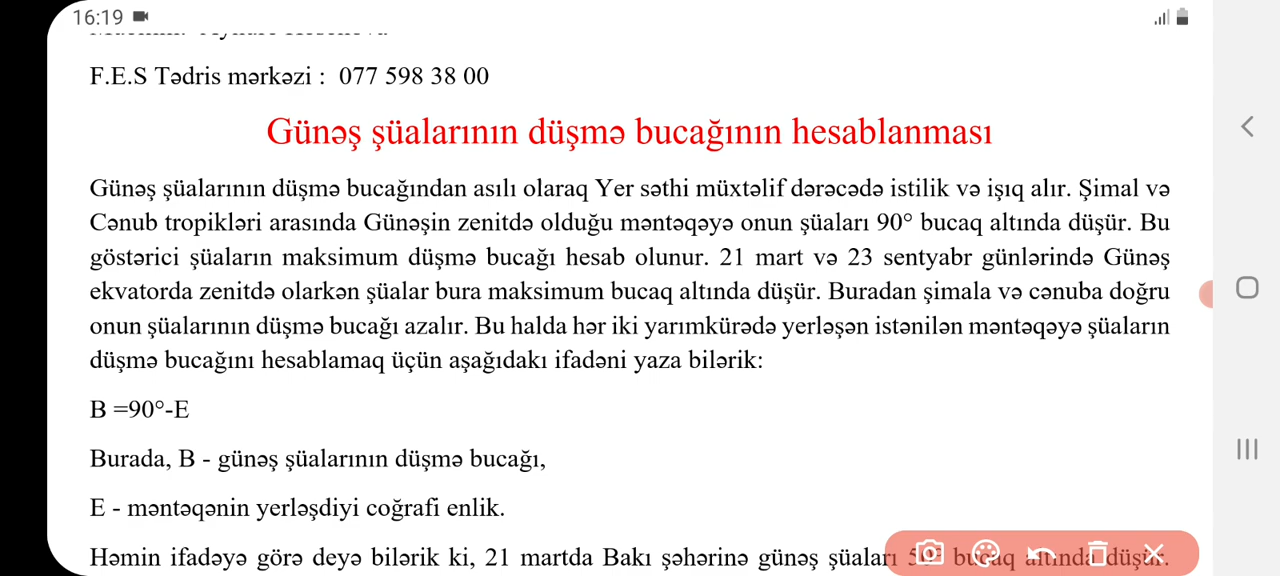 16:19
F.E.S Tədris mərkəzi : 077 598 38 00
Günəş şüalarının düşmə bucağının hesablanması
Günəş şüalarının düşmə bucağından asılı olaraq Yer səthi müxtəlif dərəcədə istilik və işıq alır. Şimal və
Cənub tropikləri arasında Günəşin zenitdə olduğu məntəqəyə onun şüaları 90° bucaq altında düşür. Bu
göstərici şüaların maksimum düşmə bucağı hesab olunur. 21 mart və 23 sentyabr günlərində Günəş
ekvatorda zenitdə olarkən şüalar bura maksimum bucaq altında düşür. Buradan şimala və cənuba doğru
onun şüalarının düşmə bucağı azalır. Bu halda hər iki yarımkürədə yerləşən istənilən məntəqəyə şüaların
düşmə bucağını hesablamaq üçün aşağıdakı ifadəni yaza bilərik:
B =90°-E
Burada, B - günəş şüalarının düşmə bucağı,
E - məntəqənin yerləşdiyi coğrafi enlik.
Həmin ifadəyə görə deyə bilərik ki, 21 martda Bakı şəhərinə günəş şüaları bucaq altında düşür.